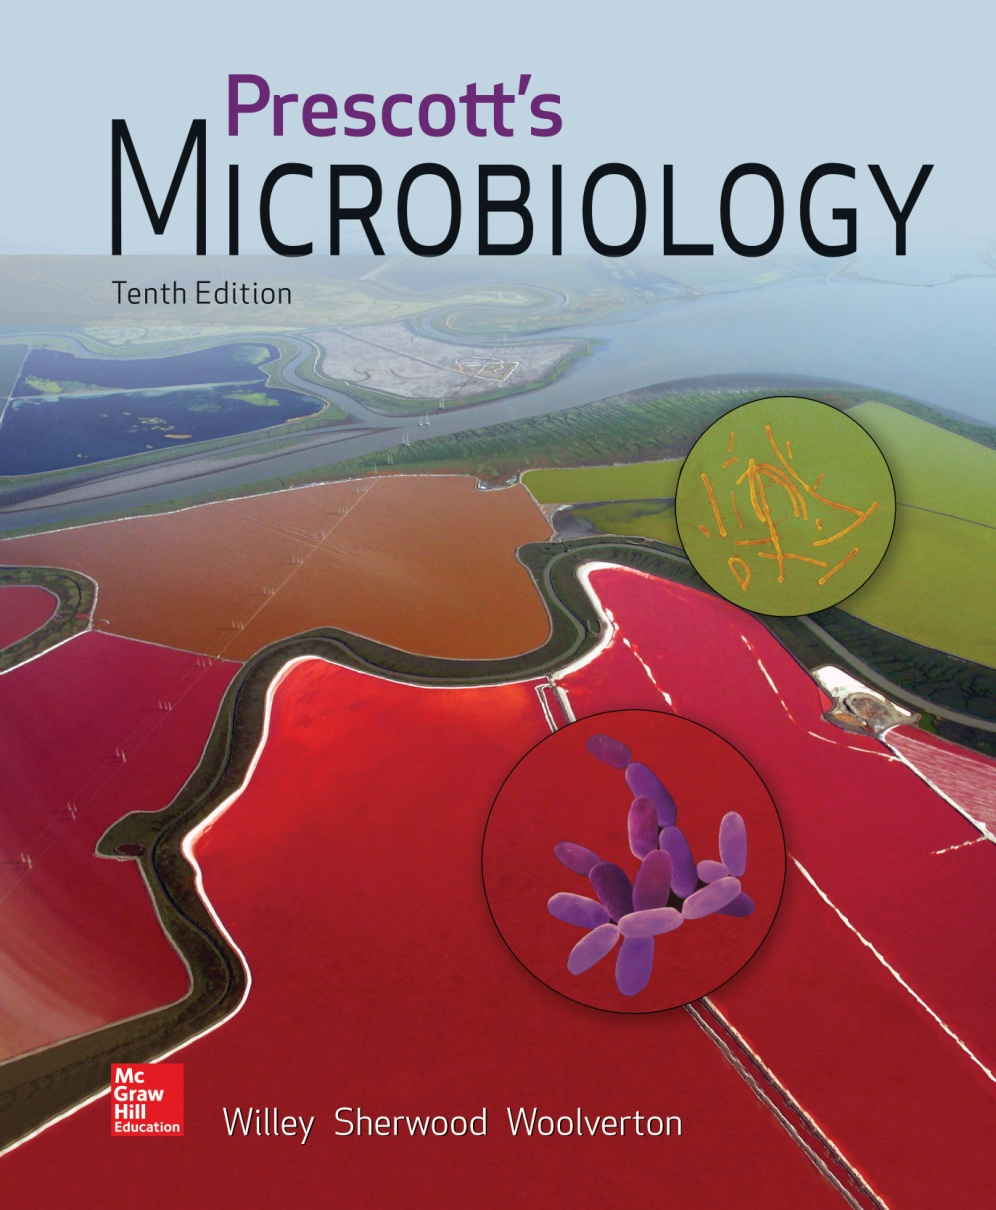 Prescott's
MICROBIOLOGY
Tenth Edition
Mc
Graw
Hill
Education
Willey Sherwood Woolverton